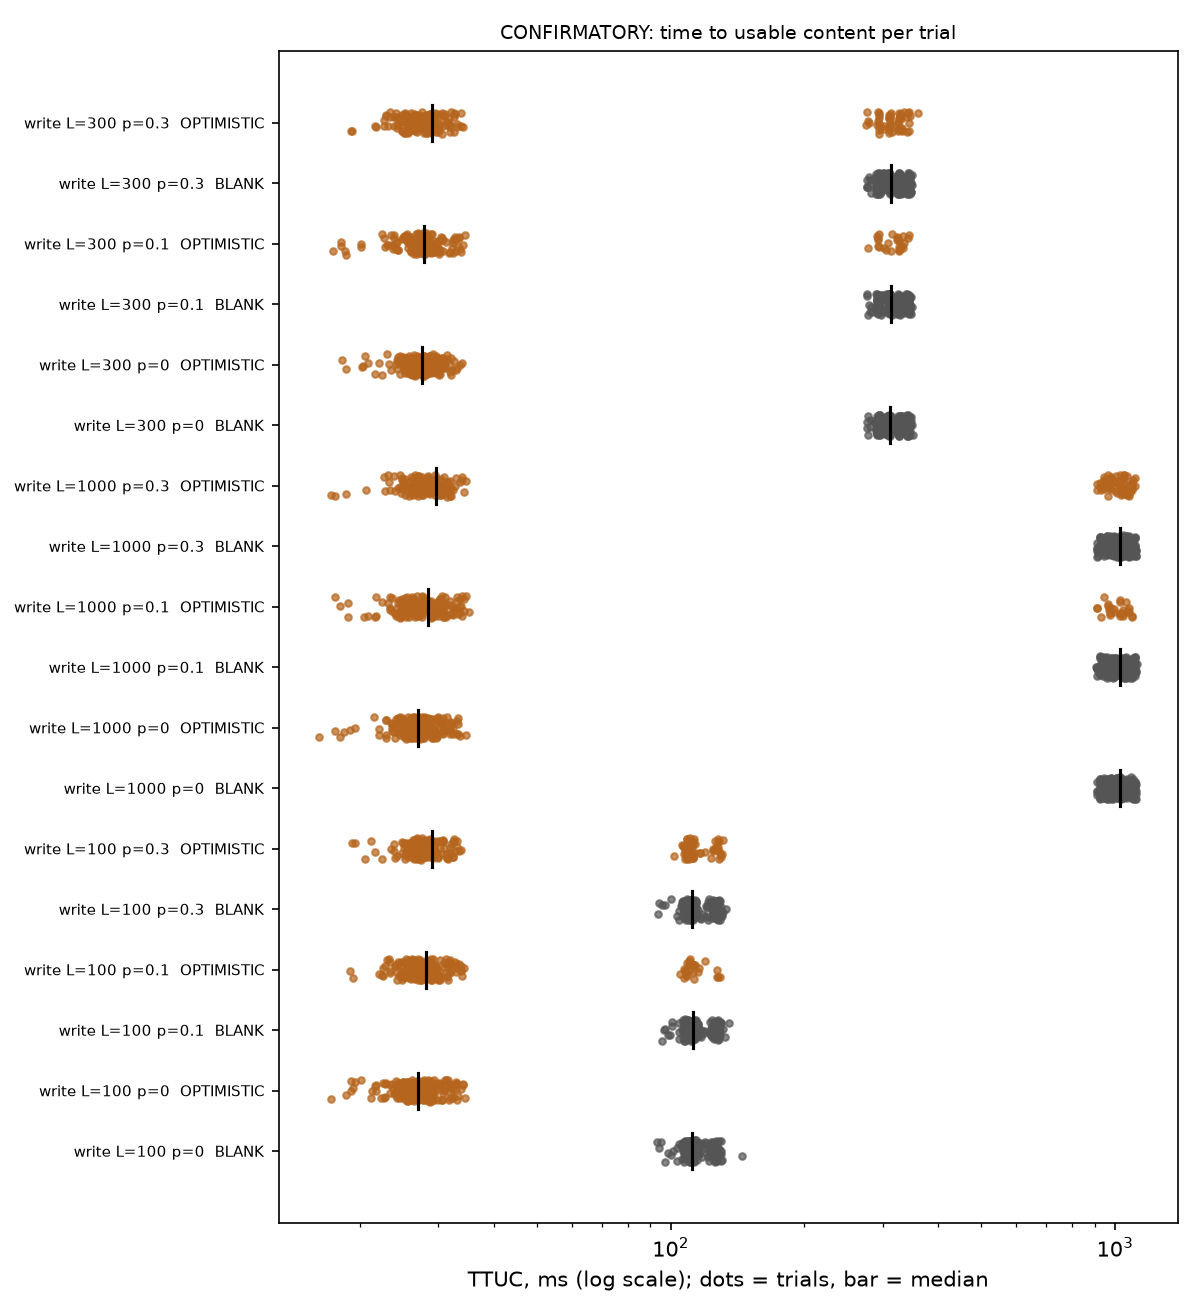 CONFIRMATORY: time to usable content per trial
write L=300 p=0.3  OPTIMISTIC
write L=300 p=0.3  BLANK
write L=300 p=0.1  OPTIMISTIC
write L=300 p=0.1  BLANK
write L=300 p=0  OPTIMISTIC
write L=300 p=0  BLANK
write L=1000 p=0.3  OPTIMISTIC
write L=1000 p=0.3  BLANK
write L=1000 p=0.1  OPTIMISTIC
write L=1000 p=0.1  BLANK
write L=1000 p=0  OPTIMISTIC
write L=1000 p=0  BLANK
write L=100 p=0.3  OPTIMISTIC
write L=100 p=0.3  BLANK
write L=100 p=0.1  OPTIMISTIC
write L=100 p=0.1  BLANK
write L=100 p=0  OPTIMISTIC
write L=100 p=0  BLANK
10² 10³
TTUC, ms (log scale); dots = trials, bar = median